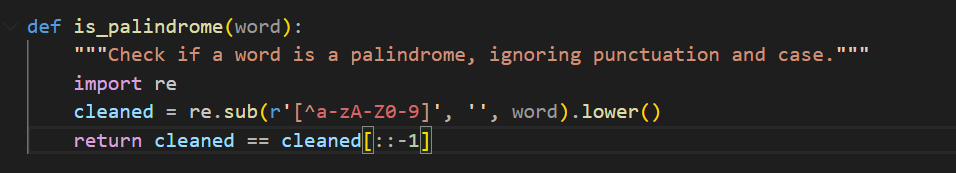 def is_palindrome(word):
    """Check if a word is a palindrome, ignoring punctuation and case."""
    import re
    cleaned = re.sub(r'[^a-zA-Z0-9]', '', word).lower()
    return cleaned == cleaned[::-1]